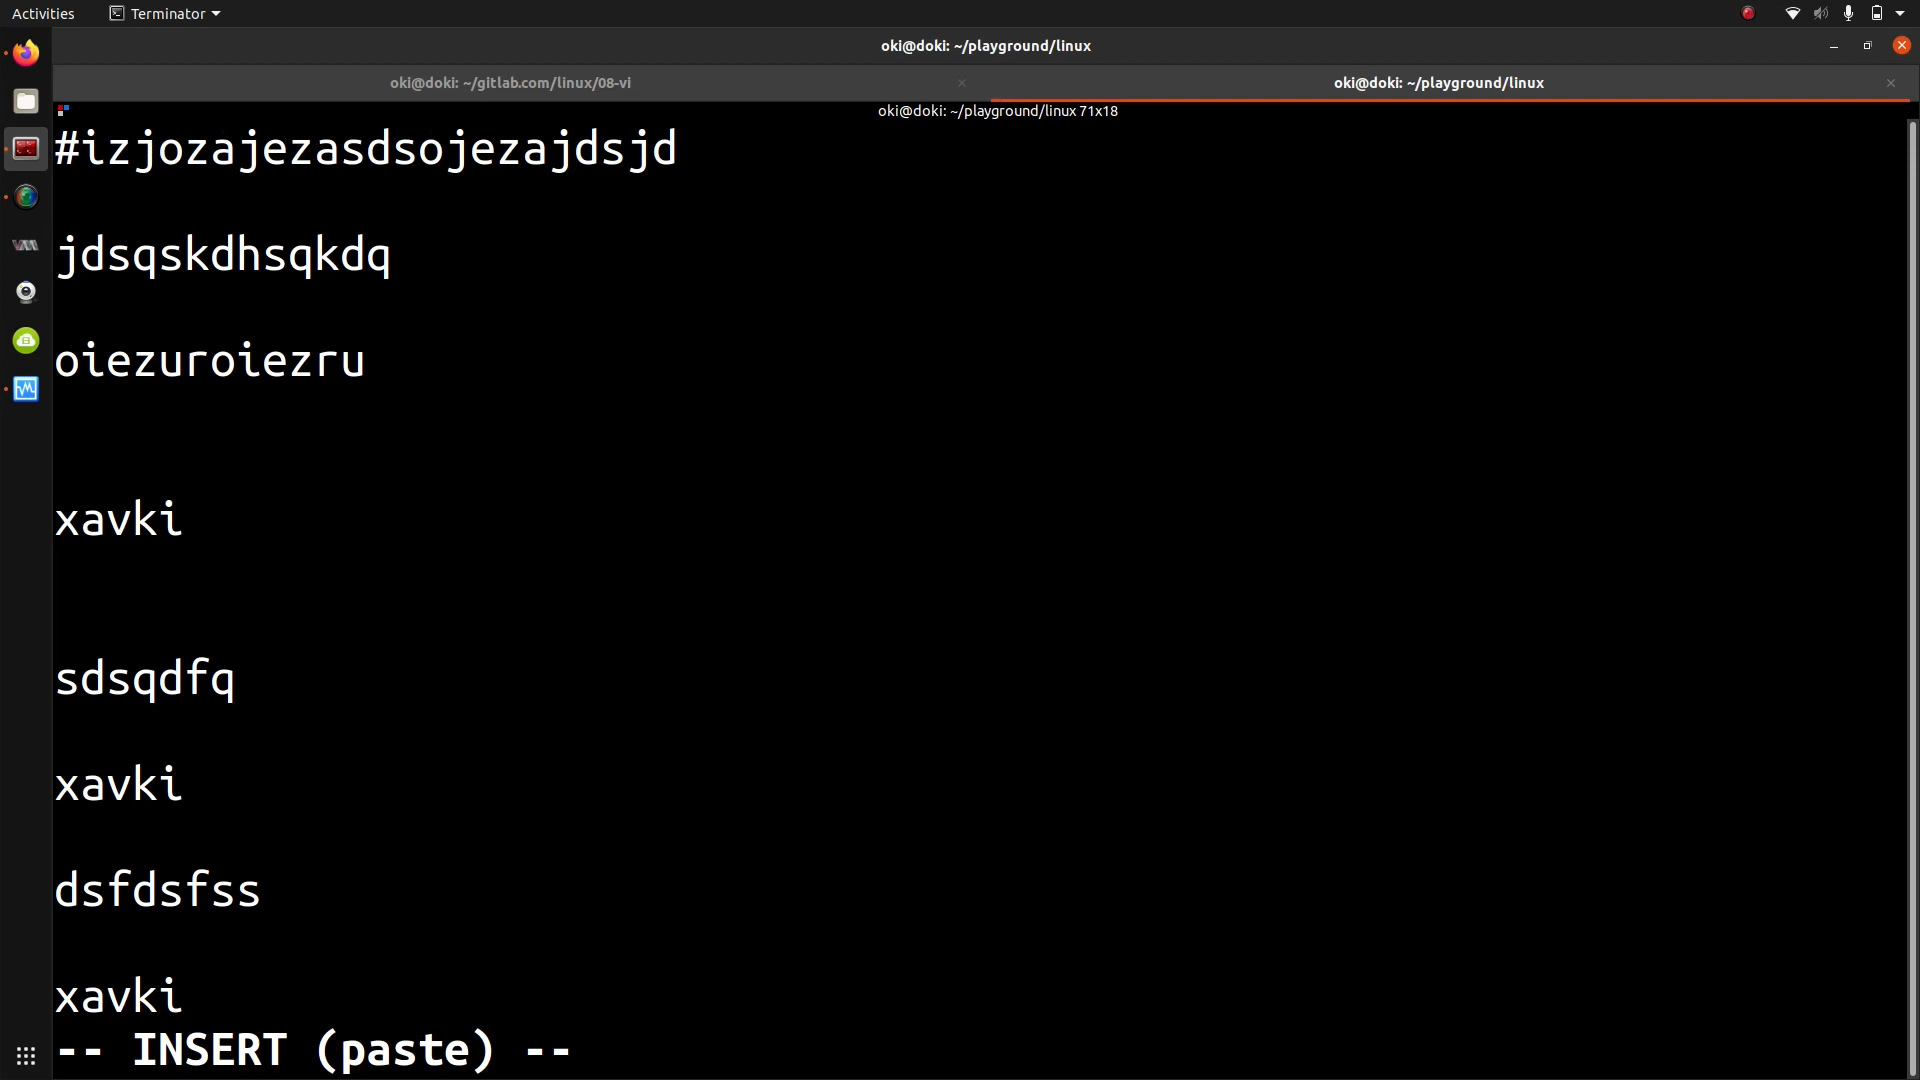 Activities
Terminator
oki@doki: ~/playground/linux
oki@doki: ~/gitlab.com/linux/08-vi
oki@doki: ~/playground/linux
oki@doki: ~/playground/linux 71x18
#izjozajezasdsojezajdsjd
jdsqskdhsqkdq
oiezuroiezru
xavki
sdsqdfq
xavki
dsfdsfss
xavki
-- INSERT (paste) --